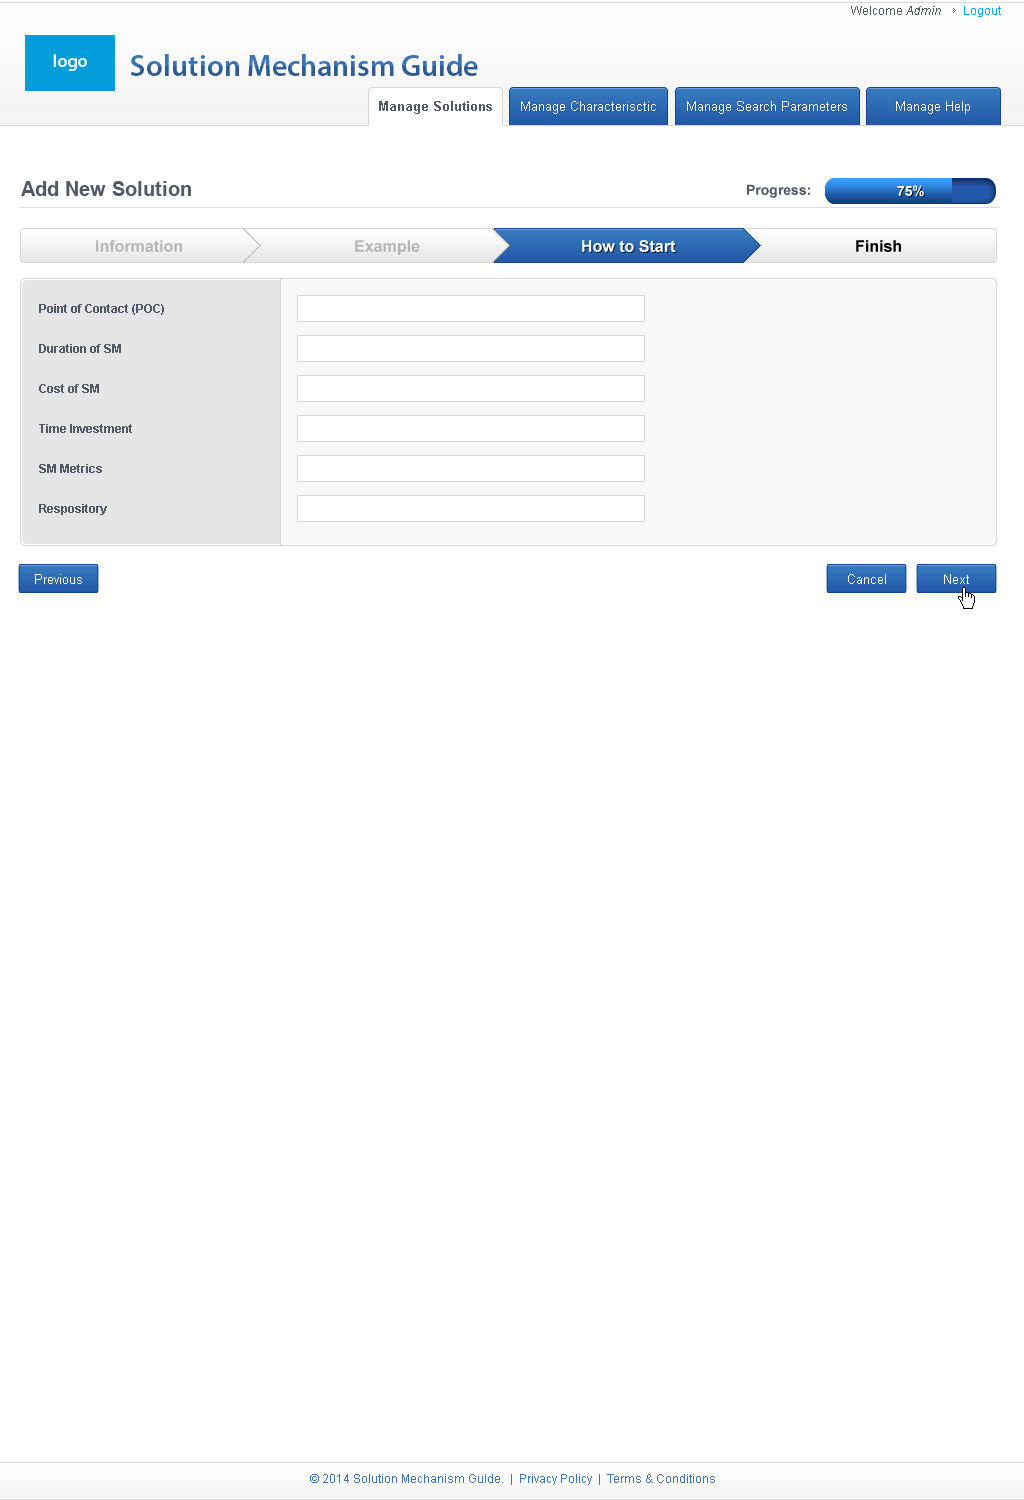 Welcome Admin › Logout
logo
Solution Mechanism Guide
Manage Solutions
Manage Characterisctic
Manage Search Parameters
Manage Help
Add New Solution
Progress:
75%
Information
Example
How to Start
Finish
Point of Contact (POC)
Duration of SM
Cost of SM
Time Investment
SM Metrics
Respository
Previous
Cancel
Next
© 2014 Solution Mechanism Guide. | Privacy Policy | Terms & Conditions